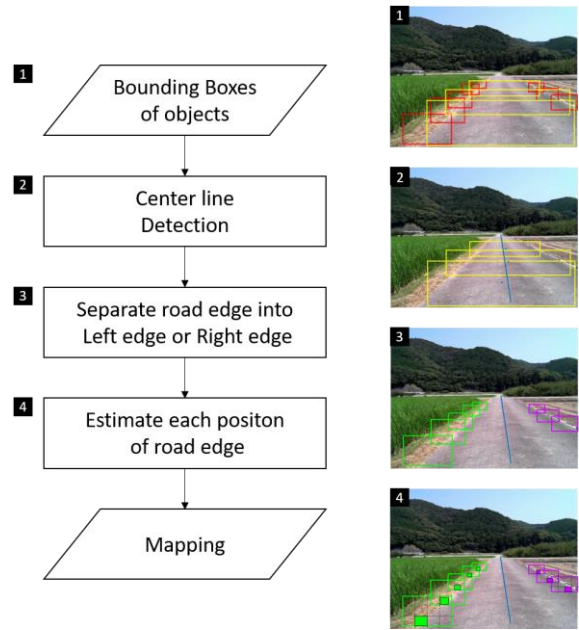 1
Bounding Boxes
of objects
2
Center line
Detection
3
Separate road edge into
Left edge or Right edge
4
Estimate each positon
of road edge
Mapping
1
2
3
4